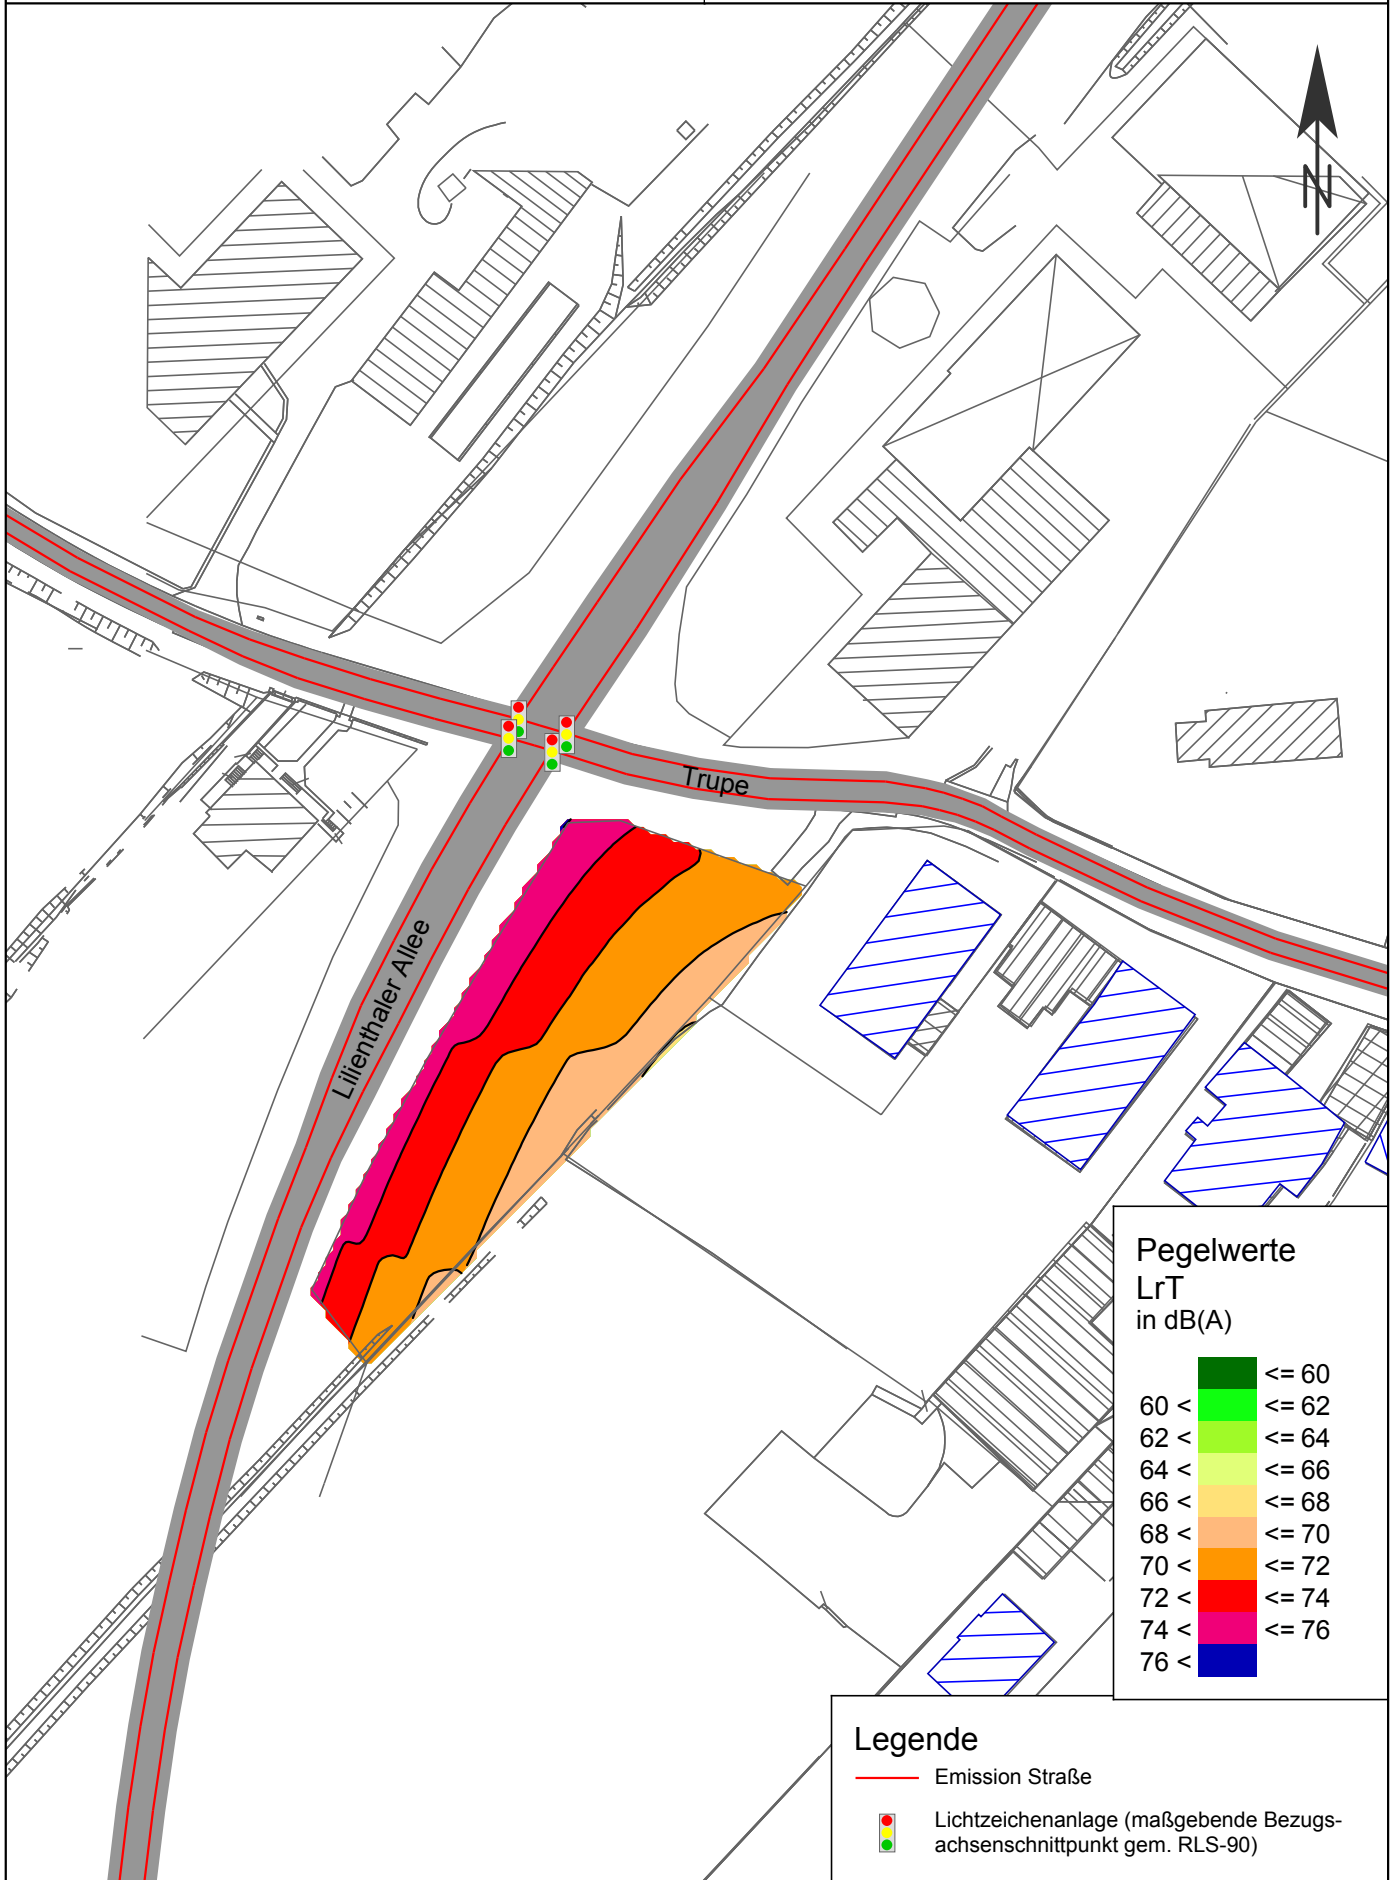 N
Trupe
Lilienthaler Allee
Pegelwerte
LrT
in dB(A)
<= 60
60 < <= 62
62 < <= 64
64 < <= 66
66 < <= 68
68 < <= 70
70 < <= 72
72 < <= 74
74 < <= 76
76 <
Legende
Emission Straße
Lichtzeichenanlage (maßgebende Bezugs-
achsenschnittpunkt gem. RLS-90)